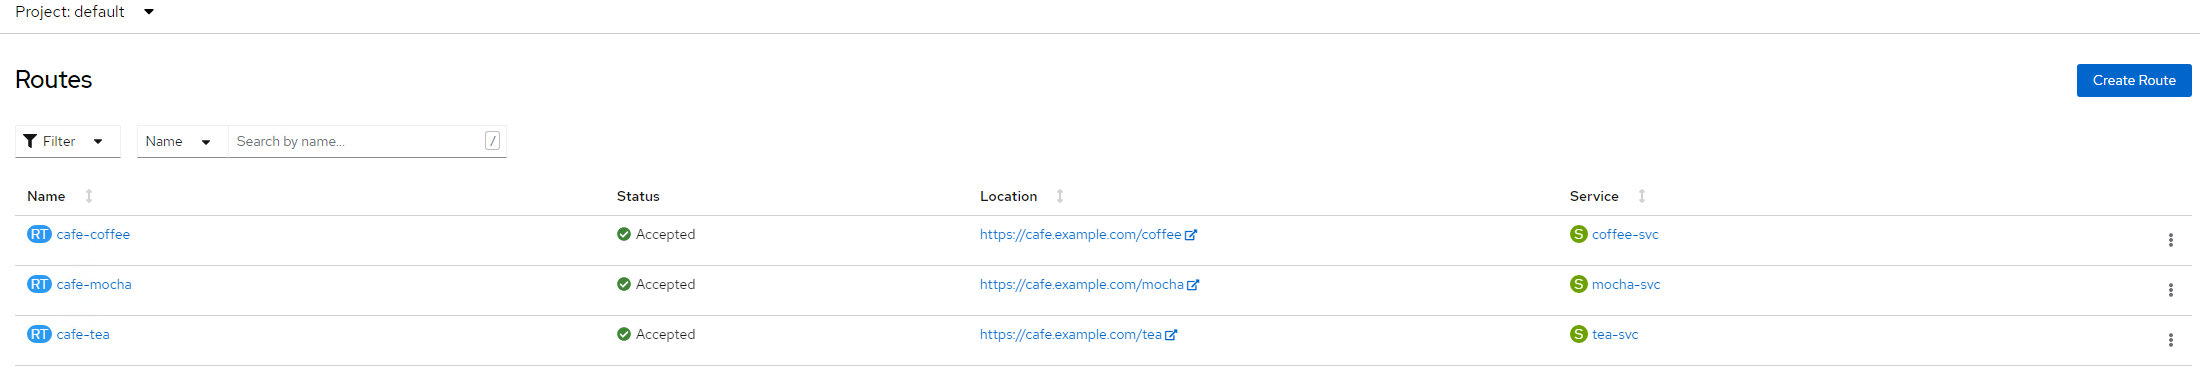 Project: default
Routes
Create Route
Filter Name Search by name... /
Name Status Location Service
RT cafe-coffee Accepted https://cafe.example.com/coffee S coffee-svc
RT cafe-mocha Accepted https://cafe.example.com/mocha S mocha-svc
RT cafe-tea Accepted https://cafe.example.com/tea S tea-svc